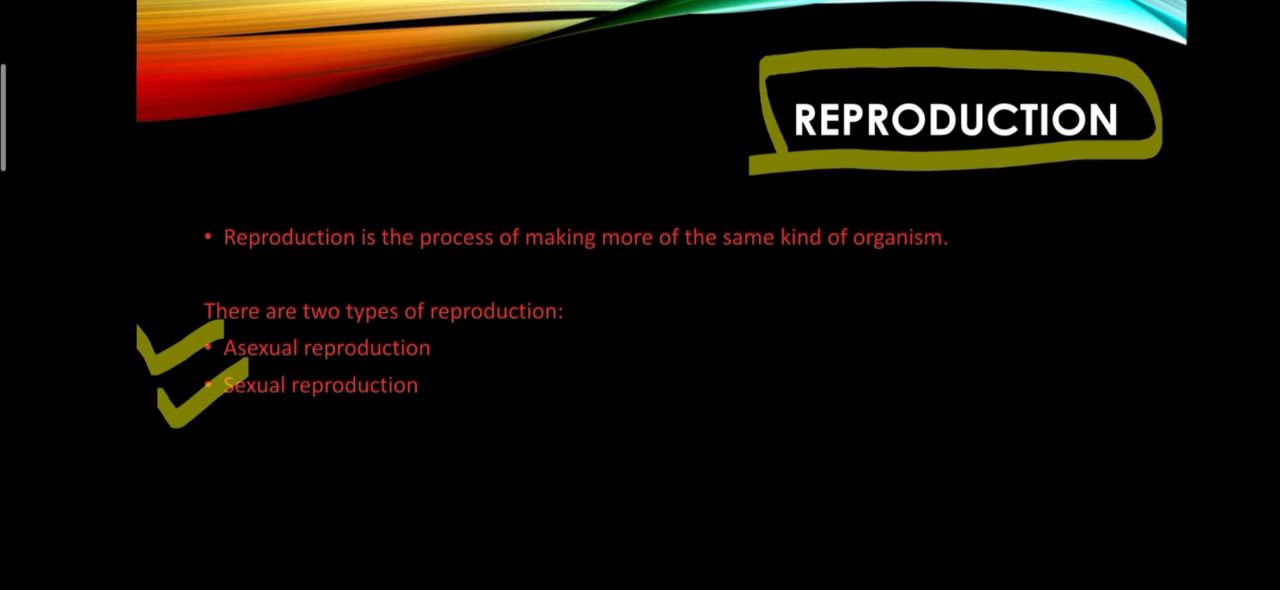 REPRODUCTION
• Reproduction is the process of making more of the same kind of organism.
There are two types of reproduction:
• Asexual reproduction
• Sexual reproduction